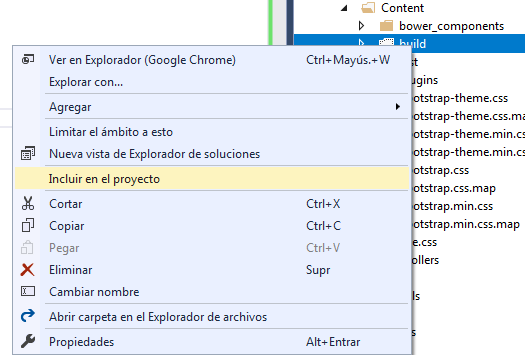 Content
bower_components
build
Ver en Explorador (Google Chrome) Ctrl+Mayús.+W
Explorar con...
Agregar
Limitar el ámbito a esto
Nueva vista de Explorador de soluciones
Incluir en el proyecto
Cortar Ctrl+X
Copiar Ctrl+C
Pegar Ctrl+V
Eliminar Supr
Cambiar nombre
Abrir carpeta en el Explorador de archivos
Propiedades Alt+Entrar
st
ugins
otstrap-theme.css
otstrap-theme.css.ma
otstrap-theme.min.c
otstrap-theme.min.c
otstrap.css
otstrap.css.map
otstrap.min.css
otstrap.min.css.map
e.css
ollers
ls